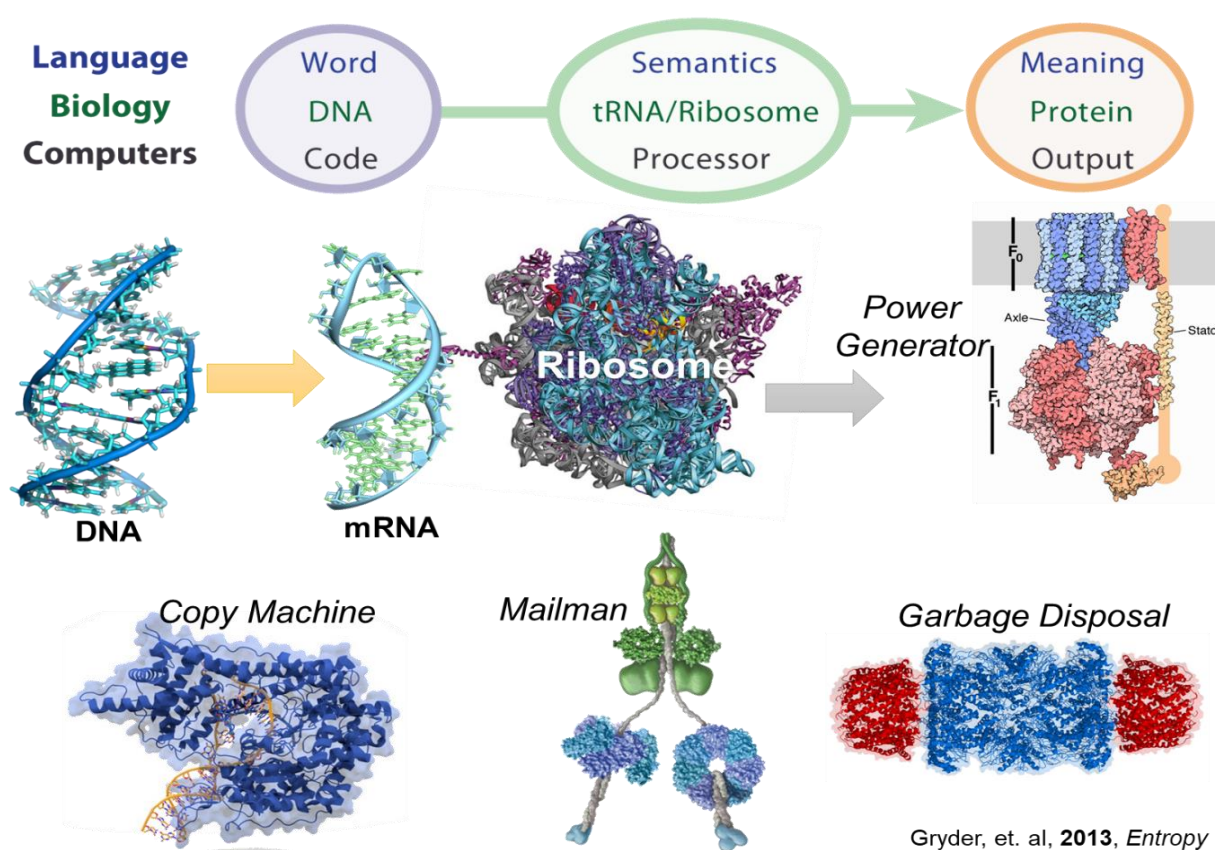 Language
Biology
Computers
Word
DNA
Code
Semantics
tRNA/Ribosome
Processor
Meaning
Protein
Output
DNA
mRNA
Ribosome
Power
Generator
F0
Axle
Stato
F1
Copy Machine
Mailman
Garbage Disposal
Gryder, et. al, 2013, Entropy